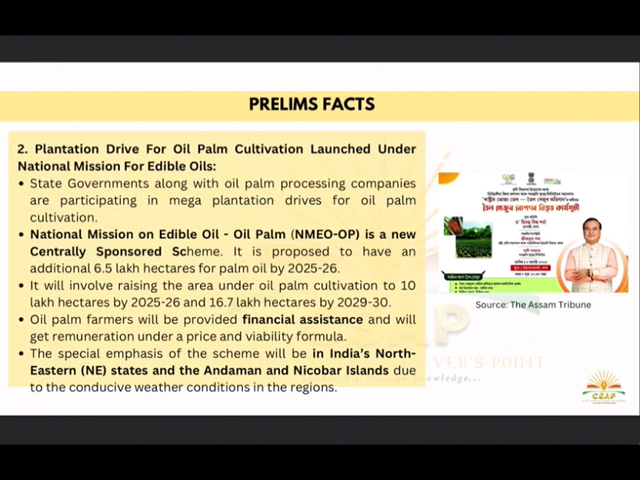 PRELIMS FACTS
2. Plantation Drive For Oil Palm Cultivation Launched Under
National Mission For Edible Oils:
• State Governments along with oil palm processing companies
are participating in mega plantation drives for oil palm
cultivation.
• National Mission on Edible Oil - Oil Palm (NMEO-OP) is a new
Centrally Sponsored Scheme. It is proposed to have an
additional 6.5 lakh hectares for palm oil by 2025-26.
• It will involve raising the area under oil palm cultivation to 10
lakh hectares by 2025-26 and 16.7 lakh hectares by 2029-30.
• Oil palm farmers will be provided financial assistance and will
get remuneration under a price and viability formula.
• The special emphasis of the scheme will be in India's North-
Eastern (NE) states and the Andaman and Nicobar Islands due
to the conducive weather conditions in the regions.
Source: The Assam Tribune
CSAP